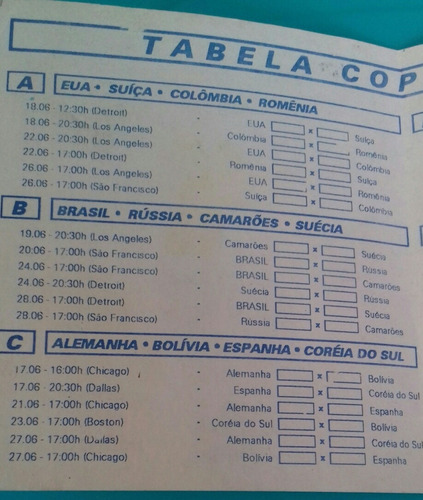 TABELA COP
A EUA • SUÍÇA • COLÔMBIA • ROMÊNIA
18.06 - 12:30h (Detroit) - EUA x Suíça
18.06 - 20:30h (Los Angeles) - Colômbia x Romênia
22.06 - 20:30h (Los Angeles) - EUA x Colômbia
22.06 - 17:00h (Detroit) - Romênia x Suíça
26.06 - 17:00h (Los Angeles) - EUA x Romênia
26.06 - 17:00h (São Francisco) - Suíça x Colômbia
B BRASIL • RÚSSIA • CAMARÕES • SUÉCIA
19.06 - 20:30h (Los Angeles) - Camarões x Suécia
20:06 - 17:00h (São Francisco) - BRASIL x Rússia
24.06 - 17:00h (São Francisco) - BRASIL x Camarões
24.06 - 20:30h (Detroit) - Suécia x Rússia
28.06 - 17:00h (Detroit) - BRASIL x Suécia
28.06 - 17:00h (São Francisco) - Rússia x Camarões
C ALEMANHA • BOLÍVIA • ESPANHA • CORÉIA DO SUL
17.06 - 16:00h (Chicago) - Alemanha x Bolívia
17.06 - 20:30h (Dallas) - Espanha x Coréia do Sul
21.06 - 17:00h (Chicago) - Alemanha x Espanha
23.06 - 17:00h (Boston) - Coréia do Sul x Bolívia
27.06 - 17:00h (Dallas) - Alemanha x Coréia do Sul
27.06 - 17:00h (Chicago) - Bolívia x Espanha